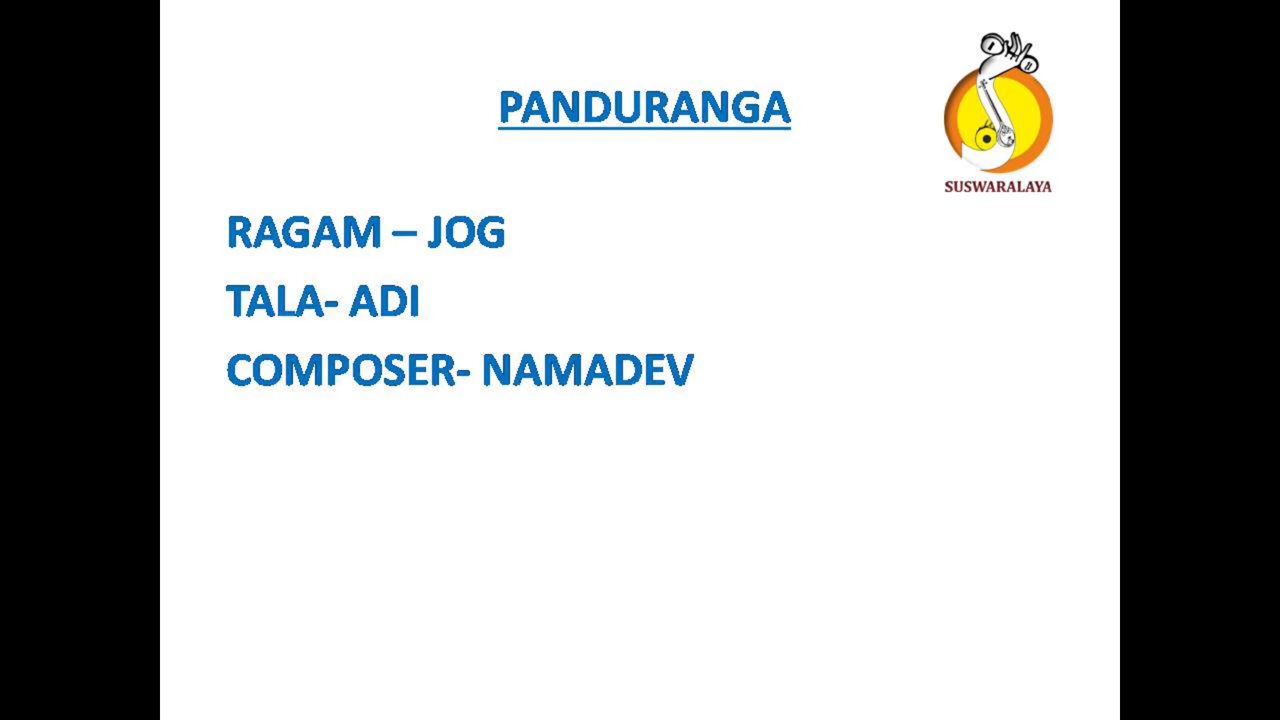 PANDURANGA
SUSWARALAYA
RAGAM – JOG
TALA- ADI
COMPOSER- NAMADEV